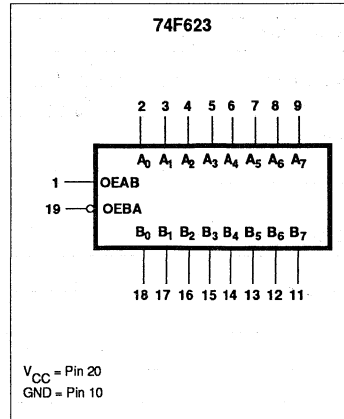 74F623
2 3 4 5 6 7 8 9
A0 A1 A2 A3 A4 A5 A6 A7
1 OEAB
19 OEBA
B0 B1 B2 B3 B4 B5 B6 B7
18 17 16 15 14 13 12 11
VCC = Pin 20
GND = Pin 10